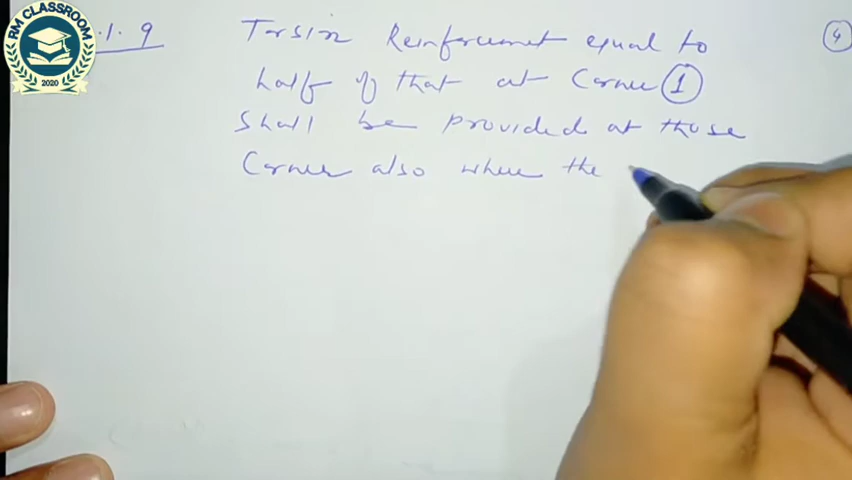 RM CLASSROOM
2020
.1.9
4
Torsion Reinforcement equal to
half of that at Corner 1
Shall be provided at those
Corner also where the